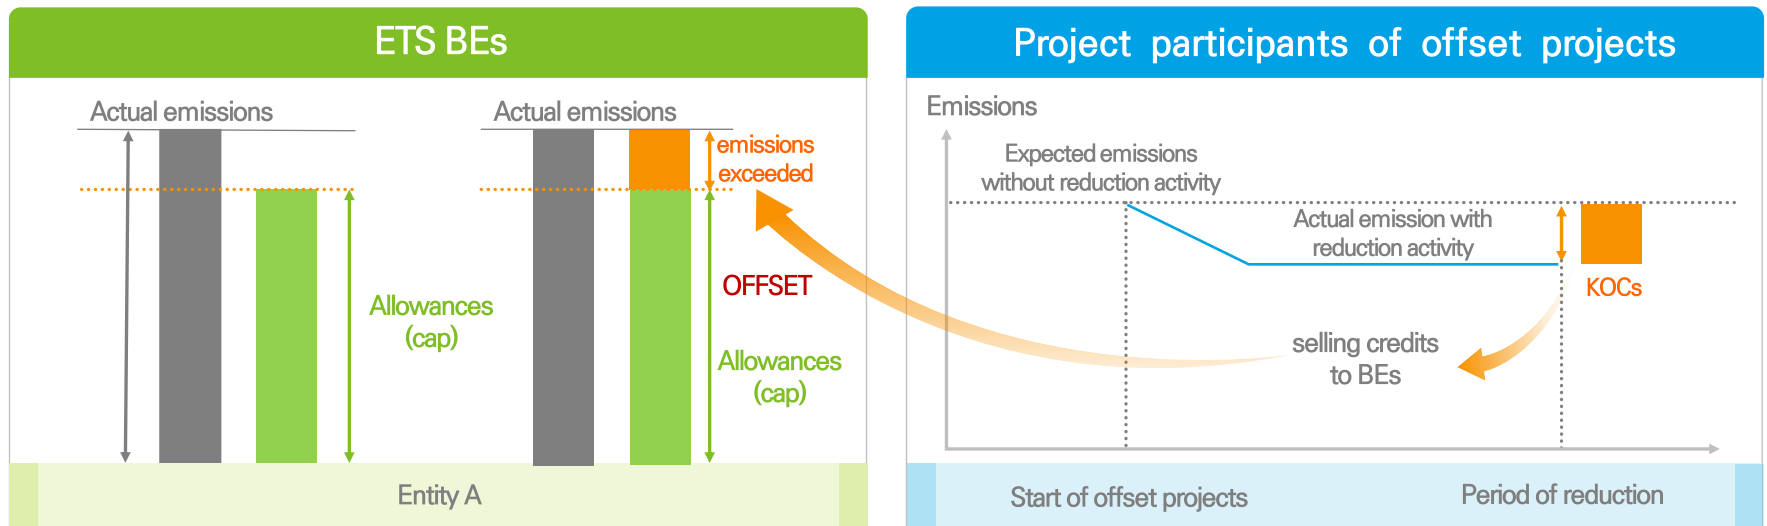 ETS BEs
Actual emissions
Allowances
(cap)
Actual emissions
emissions
exceeded
OFFSET
Allowances
(cap)
Entity A
Project participants of offset projects
Emissions
Expected emissions
without reduction activity
Actual emission with
reduction activity
KOCs
selling credits
to BEs
Start of offset projects
Period of reduction